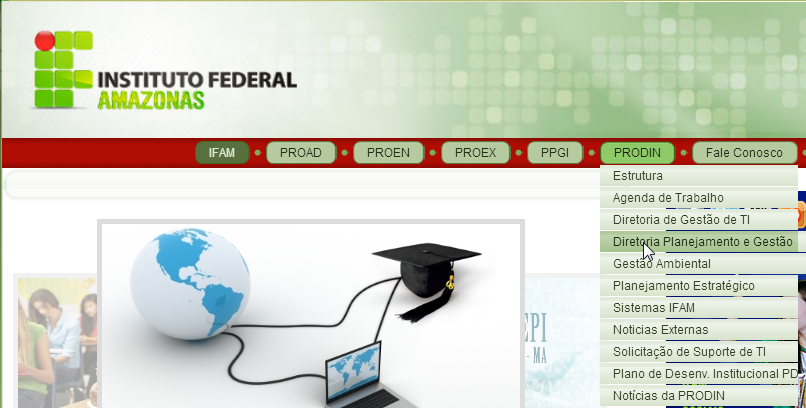 INSTITUTO FEDERAL
AMAZONAS
IFAM PROAD PROEN PROEX PPGI PRODIN Fale Conosco
Estrutura
Agenda de Trabalho
Diretoria de Gestão de TI
Diretoria Planejamento e Gestão
Gestão Ambiental
Planejamento Estratégico
Sistemas IFAM
Noticias Externas
EPI
Solicitação de Suporte de TI
- MA
Plano de Desenv. Institucional PD
Notícias da PRODIN